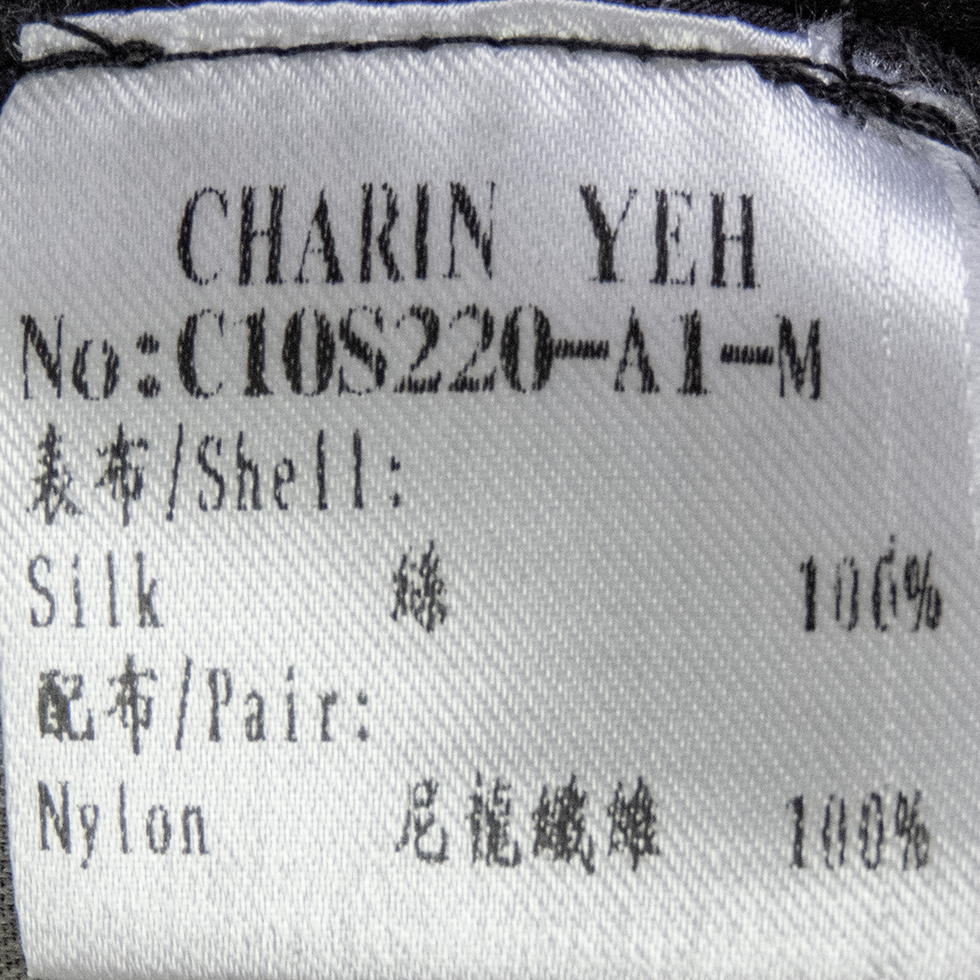 CHARIN YEH
No:C10S220-A1-M
表布/Shell:
Silk 絲 100%
配布/Pair:
Nylon 尼龍纖維 100%